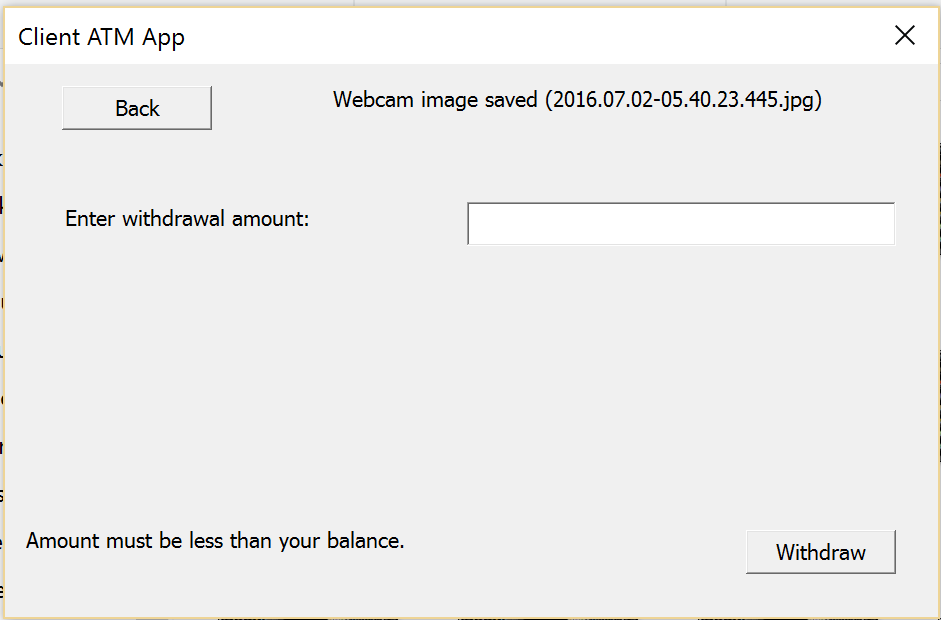 Client ATM App
Back
Webcam image saved (2016.07.02-05.40.23.445.jpg)
Enter withdrawal amount:
Amount must be less than your balance.
Withdraw